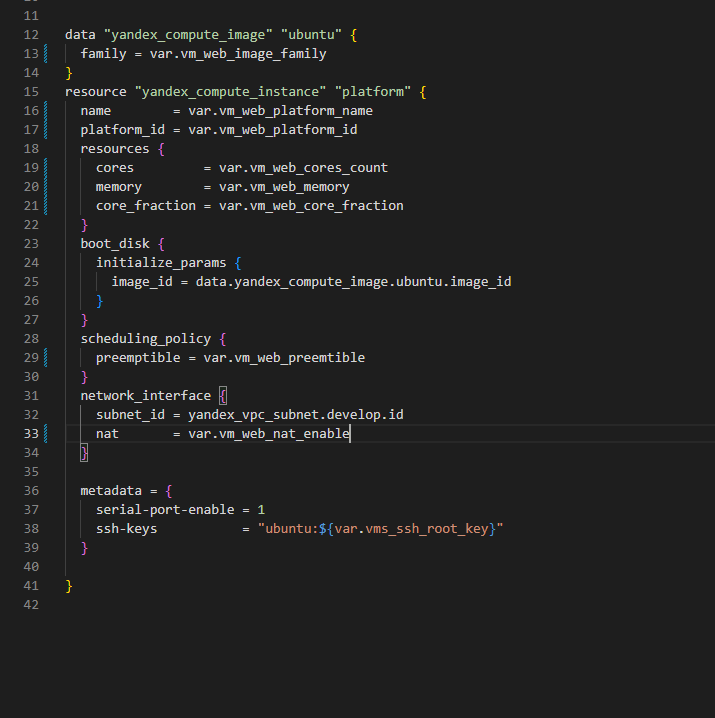 11
12 data "yandex_compute_image" "ubuntu" {
13   family = var.vm_web_image_family
14 }
15 resource "yandex_compute_instance" "platform" {
16   name        = var.vm_web_platform_name
17   platform_id = var.vm_web_platform_id
18   resources {
19     cores         = var.vm_web_cores_count
20     memory        = var.vm_web_memory
21     core_fraction = var.vm_web_core_fraction
22   }
23   boot_disk {
24     initialize_params {
25       image_id = data.yandex_compute_image.ubuntu.image_id
26     }
27   }
28   scheduling_policy {
29     preemptible = var.vm_web_preemtible
30   }
31   network_interface {
32     subnet_id = yandex_vpc_subnet.develop.id
33     nat       = var.vm_web_nat_enable
34   }
35
36   metadata = {
37     serial-port-enable = 1
38     ssh-keys           = "ubuntu:${var.vms_ssh_root_key}"
39   }
40
41 }
42